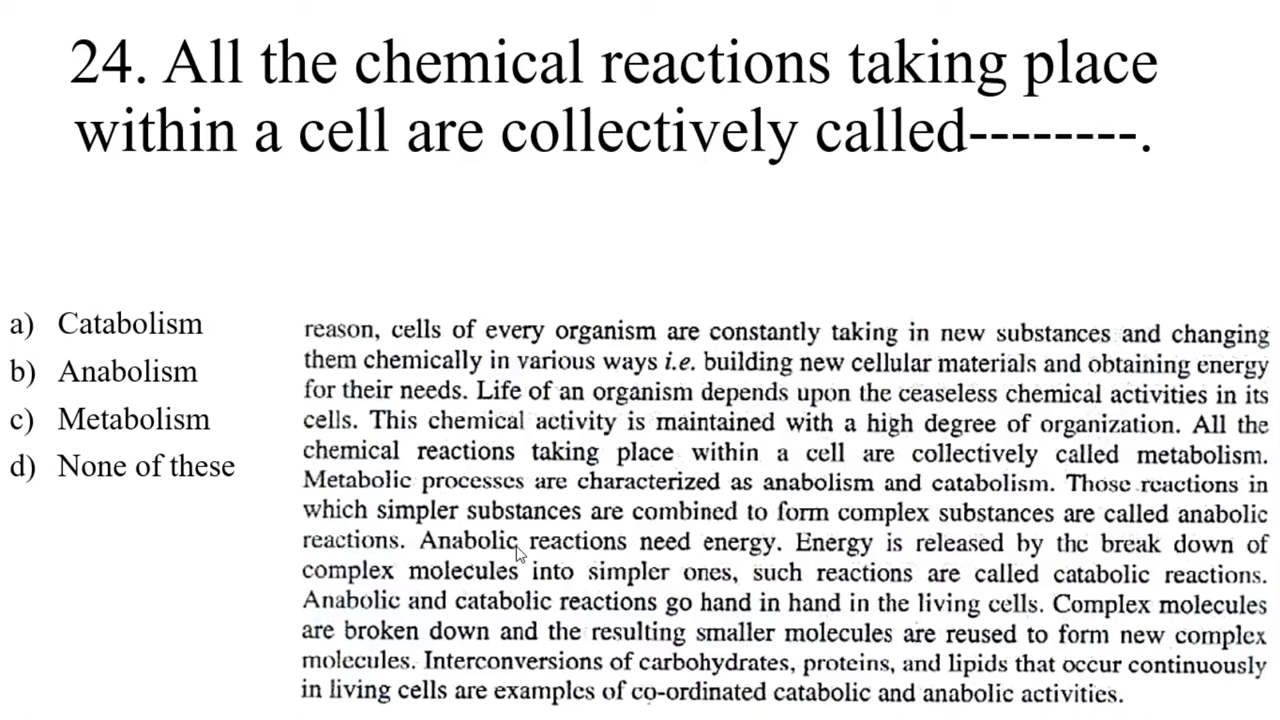 24. All the chemical reactions taking place
within a cell are collectively called--------.
a) Catabolism
b) Anabolism
c) Metabolism
d) None of these
reason, cells of every organism are constantly taking in new substances and changing
them chemically in various ways i.e. building new cellular materials and obtaining energy
for their needs. Life of an organism depends upon the ceaseless chemical activities in its
cells. This chemical activity is maintained with a high degree of organization. All the
chemical reactions taking place within a cell are collectively called metabolism.
Metabolic processes are characterized as anabolism and catabolism. Those reactions in
which simpler substances are combined to form complex substances are called anabolic
reactions. Anabolic reactions need energy. Energy is released by the break down of
complex molecules into simpler ones, such reactions are called catabolic reactions.
Anabolic and catabolic reactions go hand in hand in the living cells. Complex molecules
are broken down and the resulting smaller molecules are reused to form new complex
molecules. Interconversions of carbohydrates, proteins, and lipids that occur continuously
in living cells are examples of co-ordinated catabolic and anabolic activities.